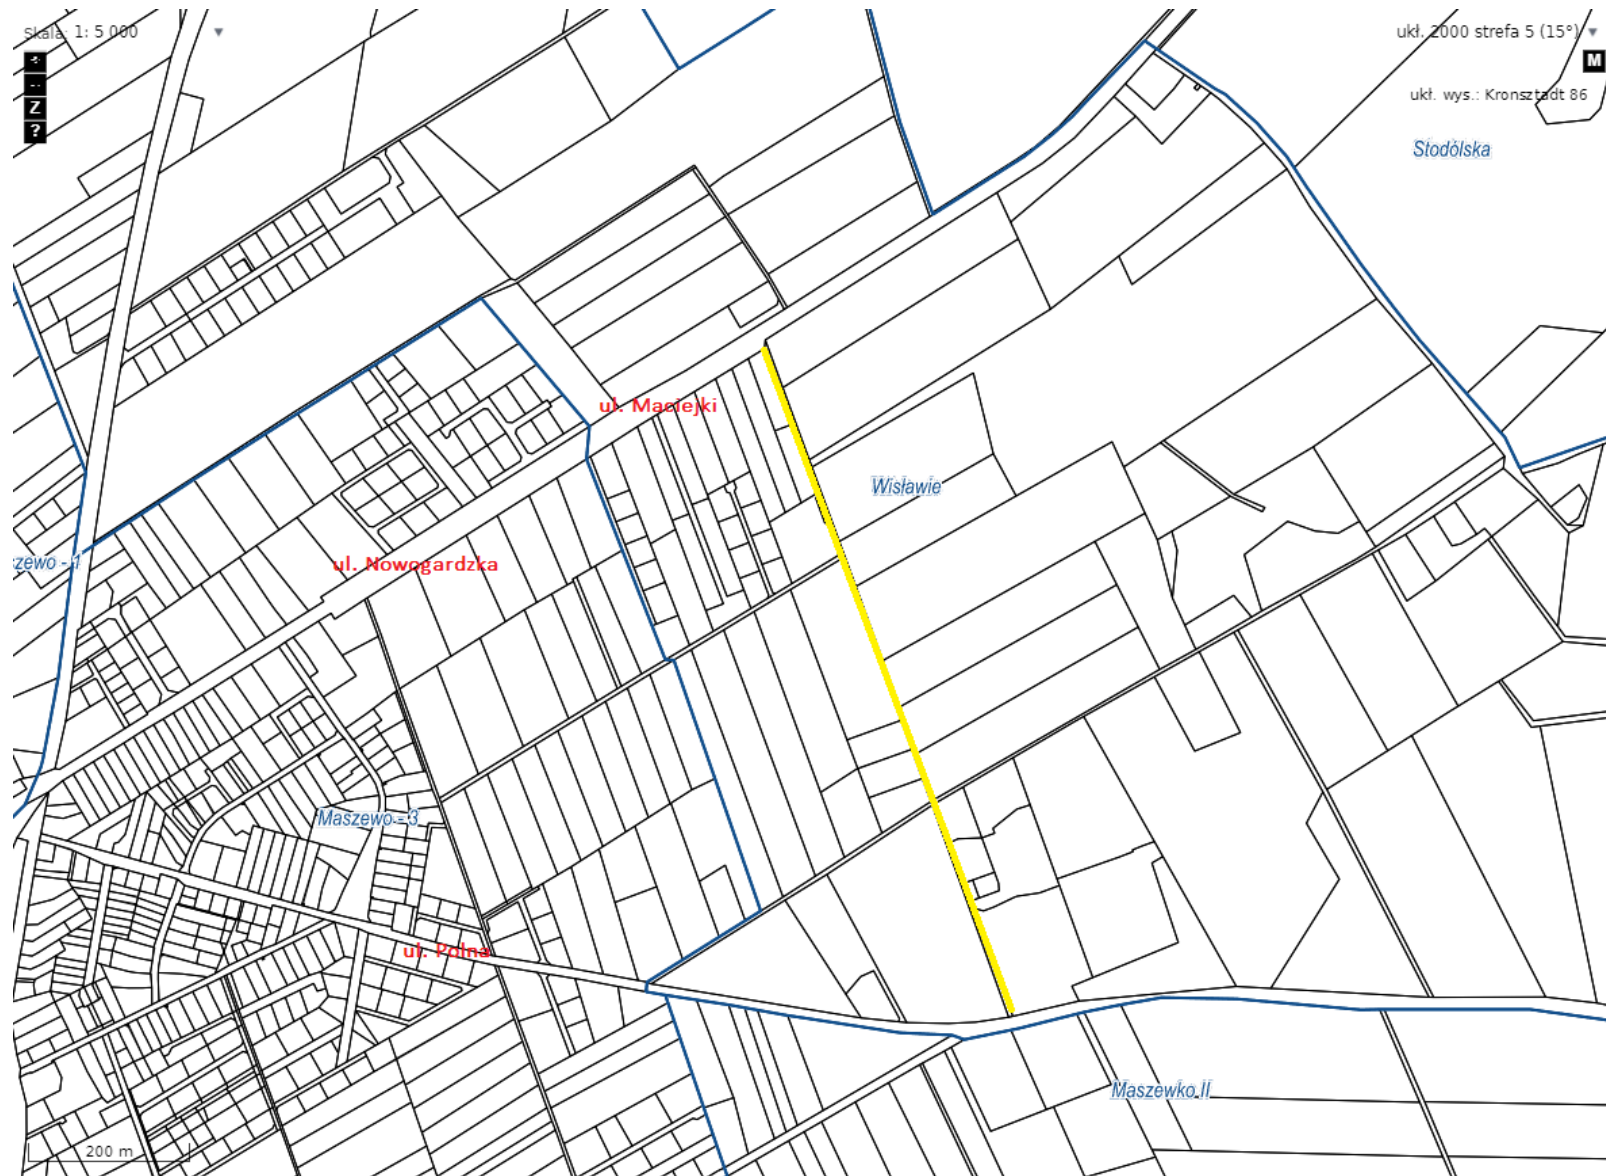 Skala: 1: 5 000
▼
ukł. 2000 strefa 5 (15°)
▼
+
M
--
ukł. wys.: Kronsztadt 86
Z
?
Stodólska
ul. Maciejki
Wisławie
szewo - 1
ul. Nowogardzka
Maszewo - 3
ul. Polna
Maszewko II
200 m